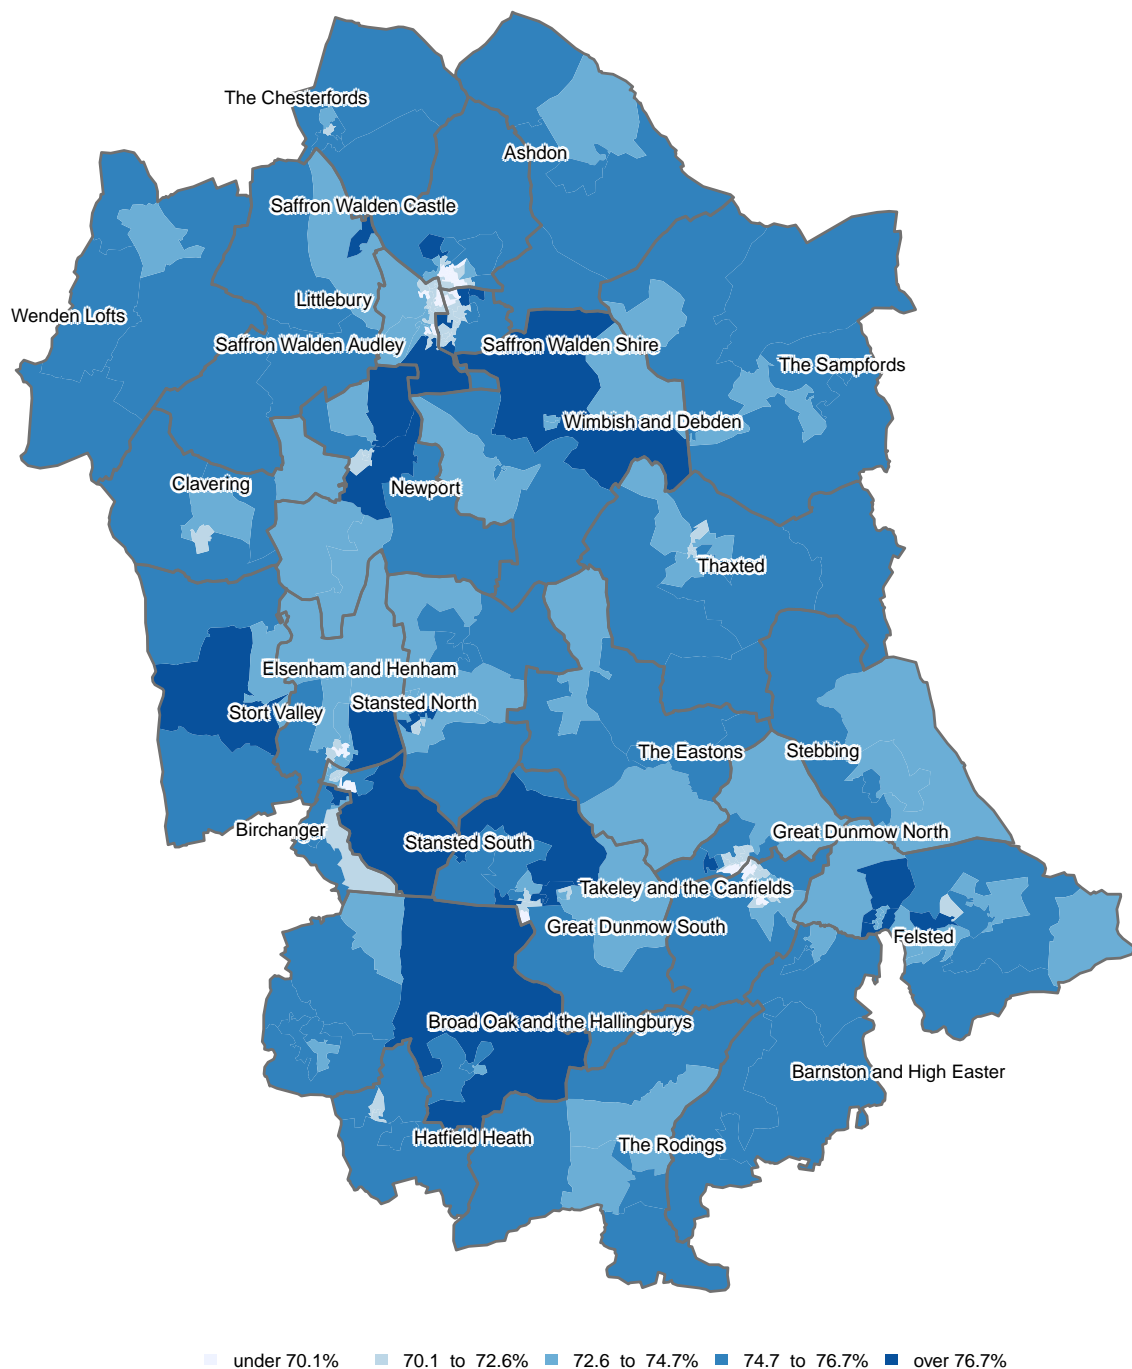 The Chesterfords
Ashdon
Saffron Walden Castle
Littlebury
Wenden Lofts
Saffron Walden Audley
Saffron Walden Shire
The Sampfords
Wimbish and Debden
Clavering
Newport
Thaxted
Elsenham and Henham
Stansted North
Stort Valley
The Eastons
Stebbing
Birchanger
Great Dunmow North
Stansted South
Takeley and the Canfields
Great Dunmow South
Felsted
Broad Oak and the Hallingburys
Barnston and High Easter
Hatfield Heath
The Rodings
under 70.1% 70.1 to 72.6% 72.6 to 74.7% 74.7 to 76.7% over 76.7%